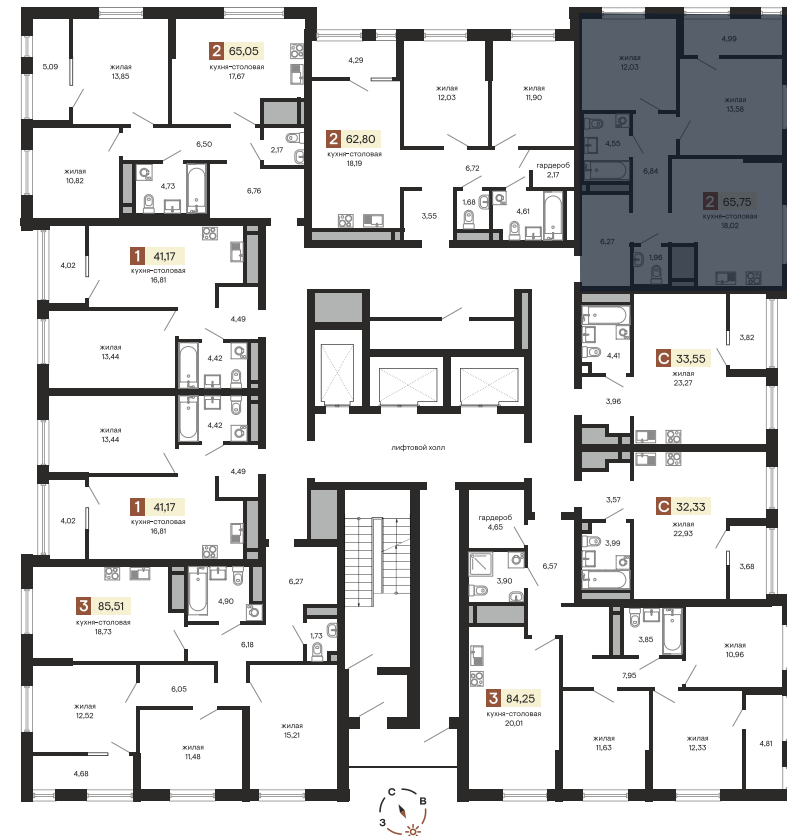 2 65,05
кухня-столовая
17,67
5,09
жилая
13,85
жилая
10,82
6,50
2,17
4,73
6,76
4,29
2 62,80
кухня-столовая
18,19
жилая
12,03
жилая
11,90
6,72
гардероб
2,17
3,55
1,68
4,61
жилая
12,03
4,99
жилая
13,58
4,55
6,84
2 65,75
кухня-столовая
18,02
6,27
1,96
4,02
1 41,17
кухня-столовая
16,81
4,49
жилая
13,44
4,42
4,41
С 33,55
жилая
23,27
3,82
3,96
жилая
13,44
4,42
4,49
4,02
1 41,17
кухня-столовая
16,81
лифтовой холл
гардероб
4,65
3,90
6,57
3,57
С 32,33
жилая
22,93
3,99
3,68
3 85,51
кухня-столовая
18,73
4,90
6,27
1,73
6,18
жилая
12,52
6,05
жилая
11,48
жилая
15,21
4,68
3 84,25
кухня-столовая
20,01
3,85
жилая
10,96
7,95
жилая
11,63
жилая
12,33
4,81
С
В
З